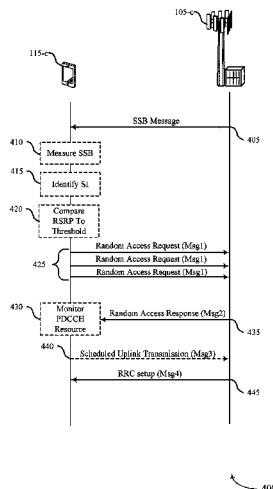 105-c
115-c
SSB Message
405
410
Measure SSB
415
Identify SI
420
Compare
RSRP To
Threshold
Random Access Request (Msg1)
Random Access Request (Msg1)
425
Random Access Request (Msg1)
430
Monitor
PDCCH
Resource
Random Access Response (Msg2)
435
440
Scheduled Uplink Transmission (Msg3)
RRC setup (Msg4)
445
400